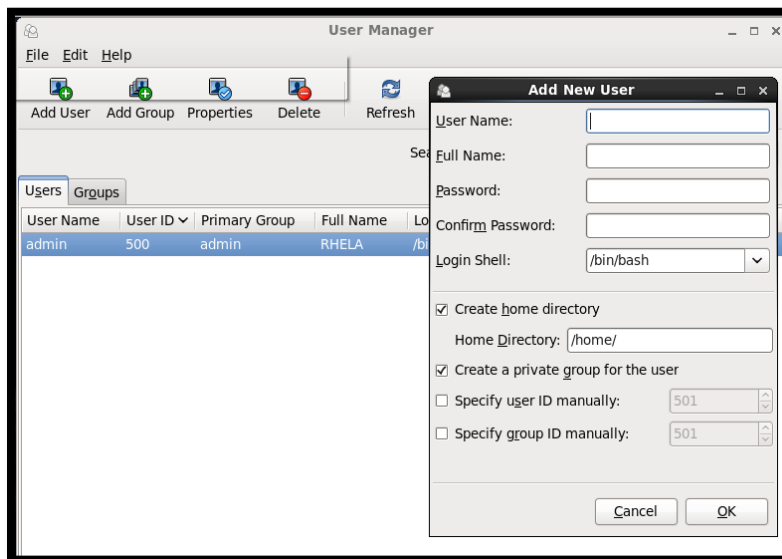 User Manager
File Edit Help
Add User Add Group Properties Delete Refresh
Users Groups
User Name User ID Primary Group Full Name
admin 500 admin RHELA
Add New User
User Name:
Full Name:
Password:
Confirm Password:
Login Shell: /bin/bash
Create home directory
Home Directory: /home/
Create a private group for the user
Specify user ID manually: 501
Specify group ID manually: 501
Cancel OK